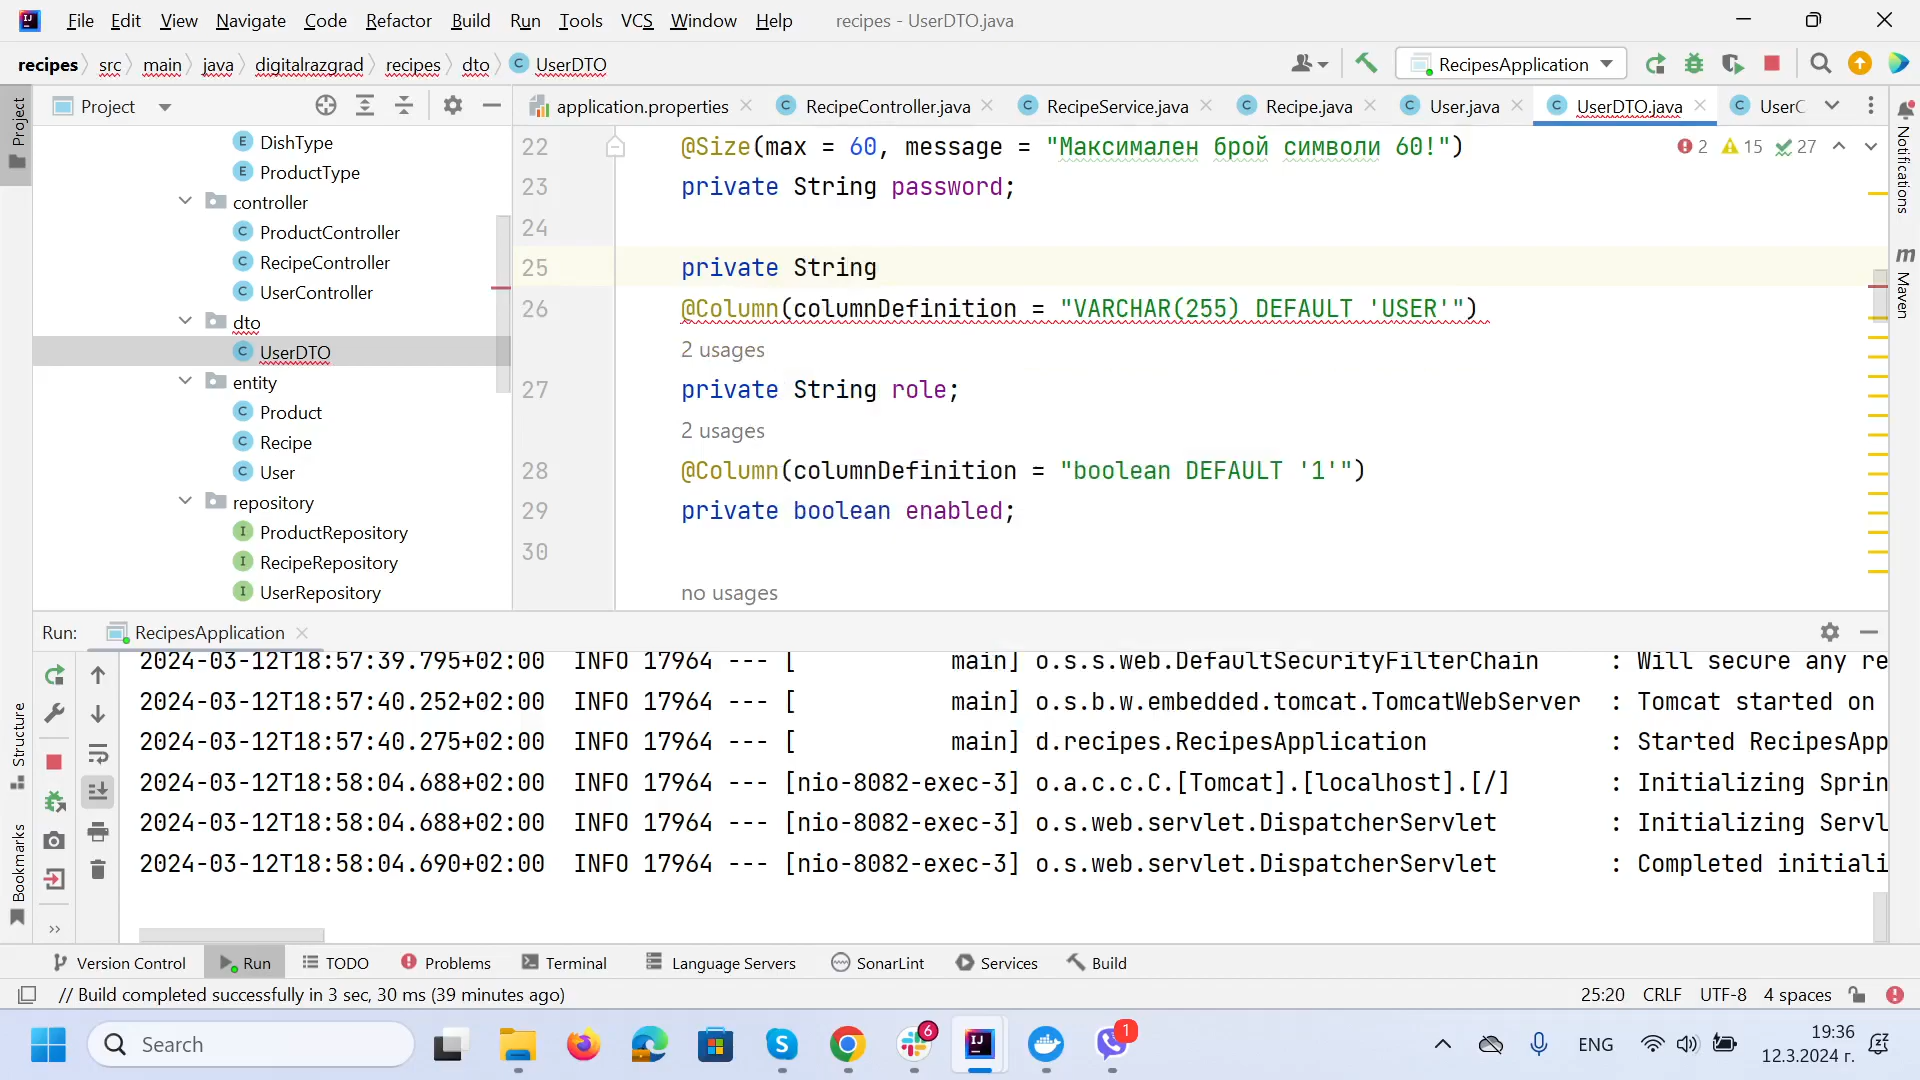 File Edit View Navigate Code Refactor Build Run Tools VCS Window Help recipes - UserDTO.java
recipes src main java digitalrazgrad recipes dto UserDTO RecipesApplication
Project application.properties RecipeController.java RecipeService.java Recipe.java User.java UserDTO.java UserC
DishType
ProductType
controller
ProductController
RecipeController
UserController
dto
UserDTO
entity
Product
Recipe
User
repository
ProductRepository
RecipeRepository
UserRepository
22 @Size(max = 60, message = "Максимален брой символи 60!") 2 15 27
23 private String password;
24
25 private String
26 @Column(columnDefinition = "VARCHAR(255) DEFAULT 'USER'")
2 usages
27 private String role;
2 usages
28 @Column(columnDefinition = "boolean DEFAULT '1'")
29 private boolean enabled;
30
no usages
Project
Structure
Bookmarks
Notifications
Maven
Run: RecipesApplication
2024-03-12T18:57:39.795+02:00 INFO 17964 --- [ main] o.s.s.web.DefaultSecurityFilterChain : Will secure any re
2024-03-12T18:57:40.252+02:00 INFO 17964 --- [ main] o.s.b.w.embedded.tomcat.TomcatWebServer : Tomcat started on
2024-03-12T18:57:40.275+02:00 INFO 17964 --- [ main] d.recipes.RecipesApplication : Started RecipesApp
2024-03-12T18:58:04.688+02:00 INFO 17964 --- [nio-8082-exec-3] o.a.c.c.C.[Tomcat].[localhost].[/] : Initializing Sprin
2024-03-12T18:58:04.688+02:00 INFO 17964 --- [nio-8082-exec-3] o.s.web.servlet.DispatcherServlet : Initializing Servl
2024-03-12T18:58:04.690+02:00 INFO 17964 --- [nio-8082-exec-3] o.s.web.servlet.DispatcherServlet : Completed initiali
Version Control Run TODO Problems Terminal Language Servers SonarLint Services Build
// Build completed successfully in 3 sec, 30 ms (39 minutes ago) 25:20 CRLF UTF-8 4 spaces
Search 6 1 ENG 19:36
12.3.2024 г.